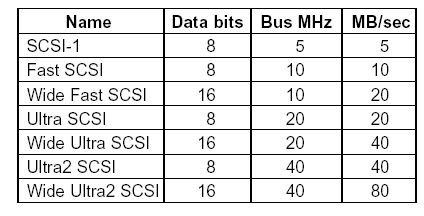 Name Data bits Bus MHz MB/sec
SCSI-1 8 5 5
Fast SCSI 8 10 10
Wide Fast SCSI 16 10 20
Ultra SCSI 8 20 20
Wide Ultra SCSI 16 20 40
Ultra2 SCSI 8 40 40
Wide Ultra2 SCSI 16 40 80